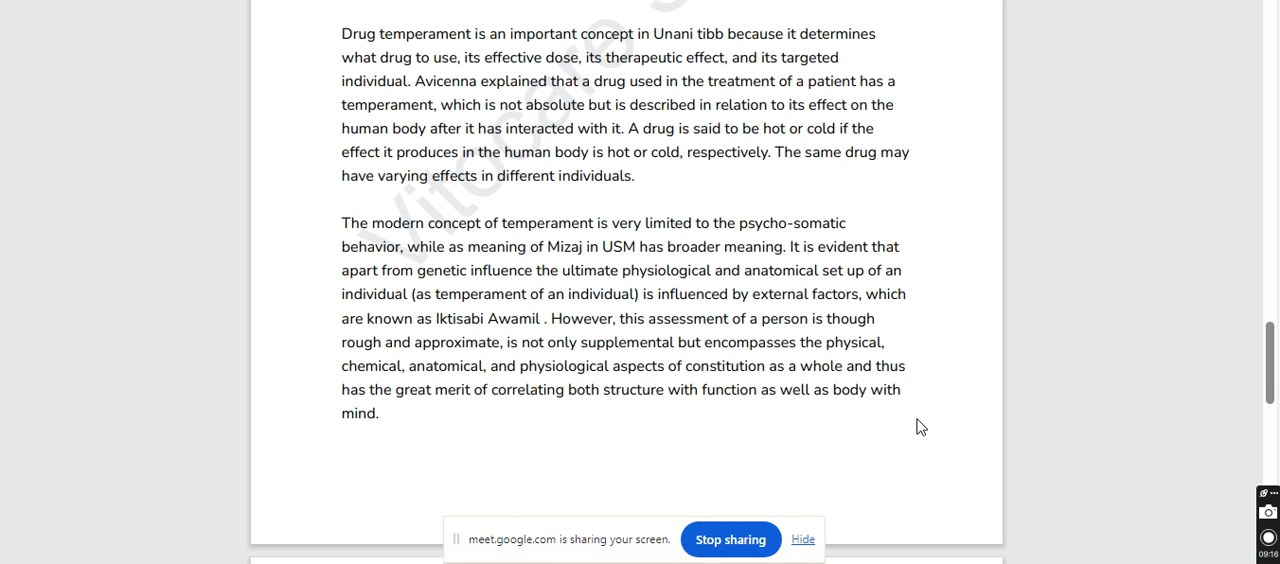 Drug temperament is an important concept in Unani tibb because it determines
what drug to use, its effective dose, its therapeutic effect, and its targeted
individual. Avicenna explained that a drug used in the treatment of a patient has a
temperament, which is not absolute but is described in relation to its effect on the
human body after it has interacted with it. A drug is said to be hot or cold if the
effect it produces in the human body is hot or cold, respectively. The same drug may
have varying effects in different individuals.
The modern concept of temperament is very limited to the psycho-somatic
behavior, while as meaning of Mizaj in USM has broader meaning. It is evident that
apart from genetic influence the ultimate physiological and anatomical set up of an
individual (as temperament of an individual) is influenced by external factors, which
are known as Iktisabi Awamil . However, this assessment of a person is though
rough and approximate, is not only supplemental but encompasses the physical,
chemical, anatomical, and physiological aspects of constitution as a whole and thus
has the great merit of correlating both structure with function as well as body with
mind.
Vitocare S
meet.google.com is sharing your screen. Stop sharing Hide
09:16